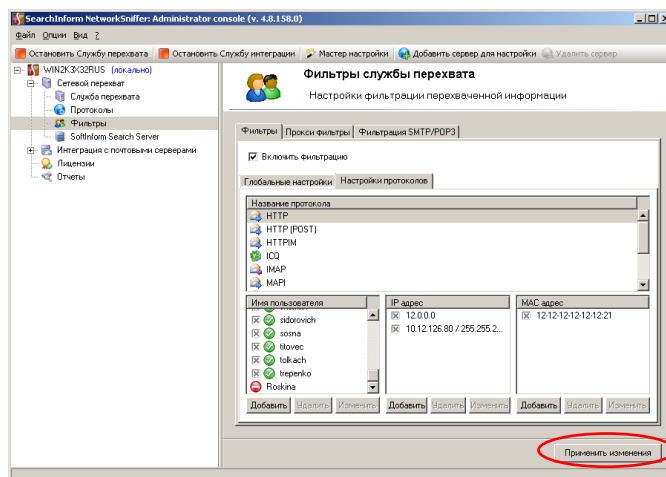 SearchInform NetworkSniffer: Administrator console (v. 4.8.158.0)
Файл Опции Вид ?
Остановить Службу перехвата Остановить Службу интеграции Мастер настройки Добавить сервер для настройки Удалить сервер
WIN2K3X32RUS (локально)
Сетевой перехват
Служба перехвата
Протоколы
Фильтры
SoftInform Search Server
Интеграция с почтовыми серверами
Лицензии
Отчеты
Фильтры службы перехвата
Настройки фильтрации перехваченной информации
Фильтры Прокси фильтры Фильтрация SMTP/POP3
Включить фильтрацию
Глобальные настройки Настройки протоколов
Название протокола
HTTP
HTTP (POST)
HTTPIM
ICQ
IMAP
MAPI
Имя пользователя IP адрес MAC адрес
sidorovich 12.0.0.0 12-12-12-12-12:21
sosna 10.12.126.80 / 255.255.2...
titovec
tolkach
trepenko
Roskina
Добавить Удалить Изменить Добавить Удалить Изменить Добавить Удалить Изменить
Применить изменения